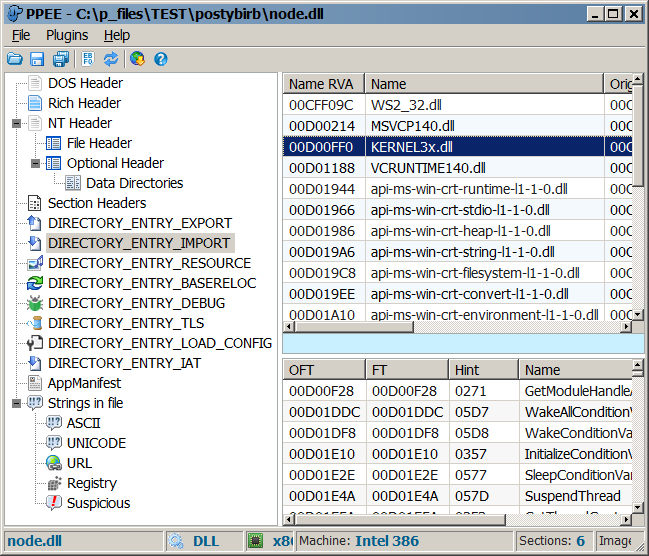 PPEE - C:\p_files\TEST\postybirb\node.dll
File Plugins Help
DOS Header
Rich Header
NT Header
File Header
Optional Header
Data Directories
Section Headers
DIRECTORY_ENTRY_EXPORT
DIRECTORY_ENTRY_IMPORT
DIRECTORY_ENTRY_RESOURCE
DIRECTORY_ENTRY_BASERELOC
DIRECTORY_ENTRY_DEBUG
DIRECTORY_ENTRY_TLS
DIRECTORY_ENTRY_LOAD_CONFIG
DIRECTORY_ENTRY_IAT
AppManifest
Strings in file
ASCII
UNICODE
URL
Registry
Suspicious
Name RVA Name Orig
00CFF09C WS2_32.dll 00C
00D00214 MSVCP140.dll 00C
00D00FF0 KERNEL3x.dll 00C
00D01188 VCRUNTIME140.dll 00C
00D01944 api-ms-win-crt-runtime-l1-1-0.dll 00C
00D01966 api-ms-win-crt-stdio-l1-1-0.dll 00C
00D01986 api-ms-win-crt-heap-l1-1-0.dll 00C
00D019A6 api-ms-win-crt-string-l1-1-0.dll 00C
00D019C8 api-ms-win-crt-filesystem-l1-1-0.dll 00C
00D019EE api-ms-win-crt-convert-l1-1-0.dll 00C
00D01A10 api-ms-win-crt-environment-l1-1-0.dll 00C
OFT FT Hint Name
00D00F28 00D00F28 0271 GetModuleHandleA
00D01DDC 00D01DDC 05D7 WakeAllConditionV
00D01DF8 00D01DF8 05D8 WakeConditionVa
00D01E10 00D01E10 0357 InitializeConditionV
00D01E2E 00D01E2E 0577 SleepConditionVar
00D01E4A 00D01E4A 057D SuspendThread
node.dll DLL x86 Machine: Intel 386 Sections: 6 Image